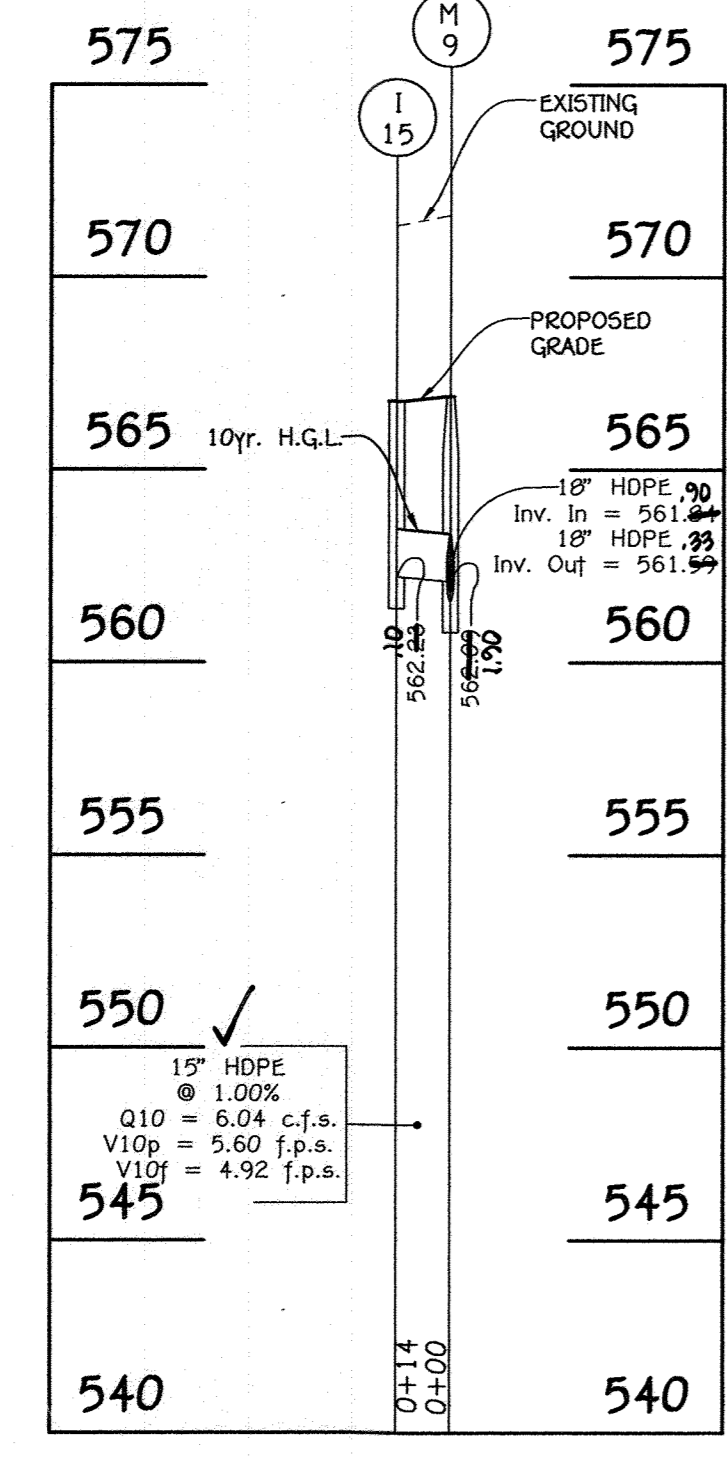 M
9
575
575
I
15
EXISTING
GROUND
570
570
PROPOSED
GRADE
565
10yr. H.G.L.
565
18" HDPE .90
Inv. In = 561.84
18" HDPE .33
Inv. Out = 561.59
560
560
.10
562.23
562.09
1.90
555
555
550
550
15" HDPE
@ 1.00%
Q10 = 6.04 c.f.s.
V10p = 5.60 f.p.s.
V10f = 4.92 f.p.s.
545
545
0+14
0+00
540
540